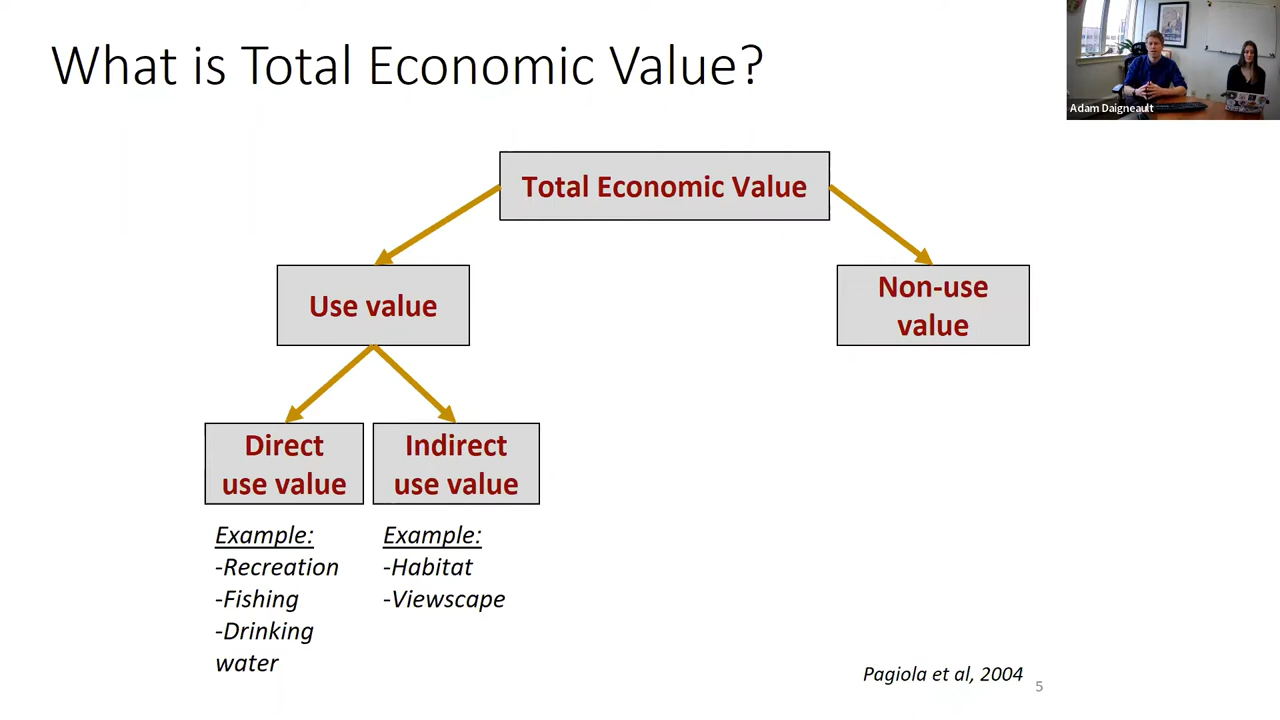 What is Total Economic Value?
Adam Daigneault
Total Economic Value
Use value
Non-use
value
Direct
use value
Indirect
use value
Example:
-Recreation
-Fishing
-Drinking
water
Example:
-Habitat
-Viewscape
Pagiola et al, 2004
5